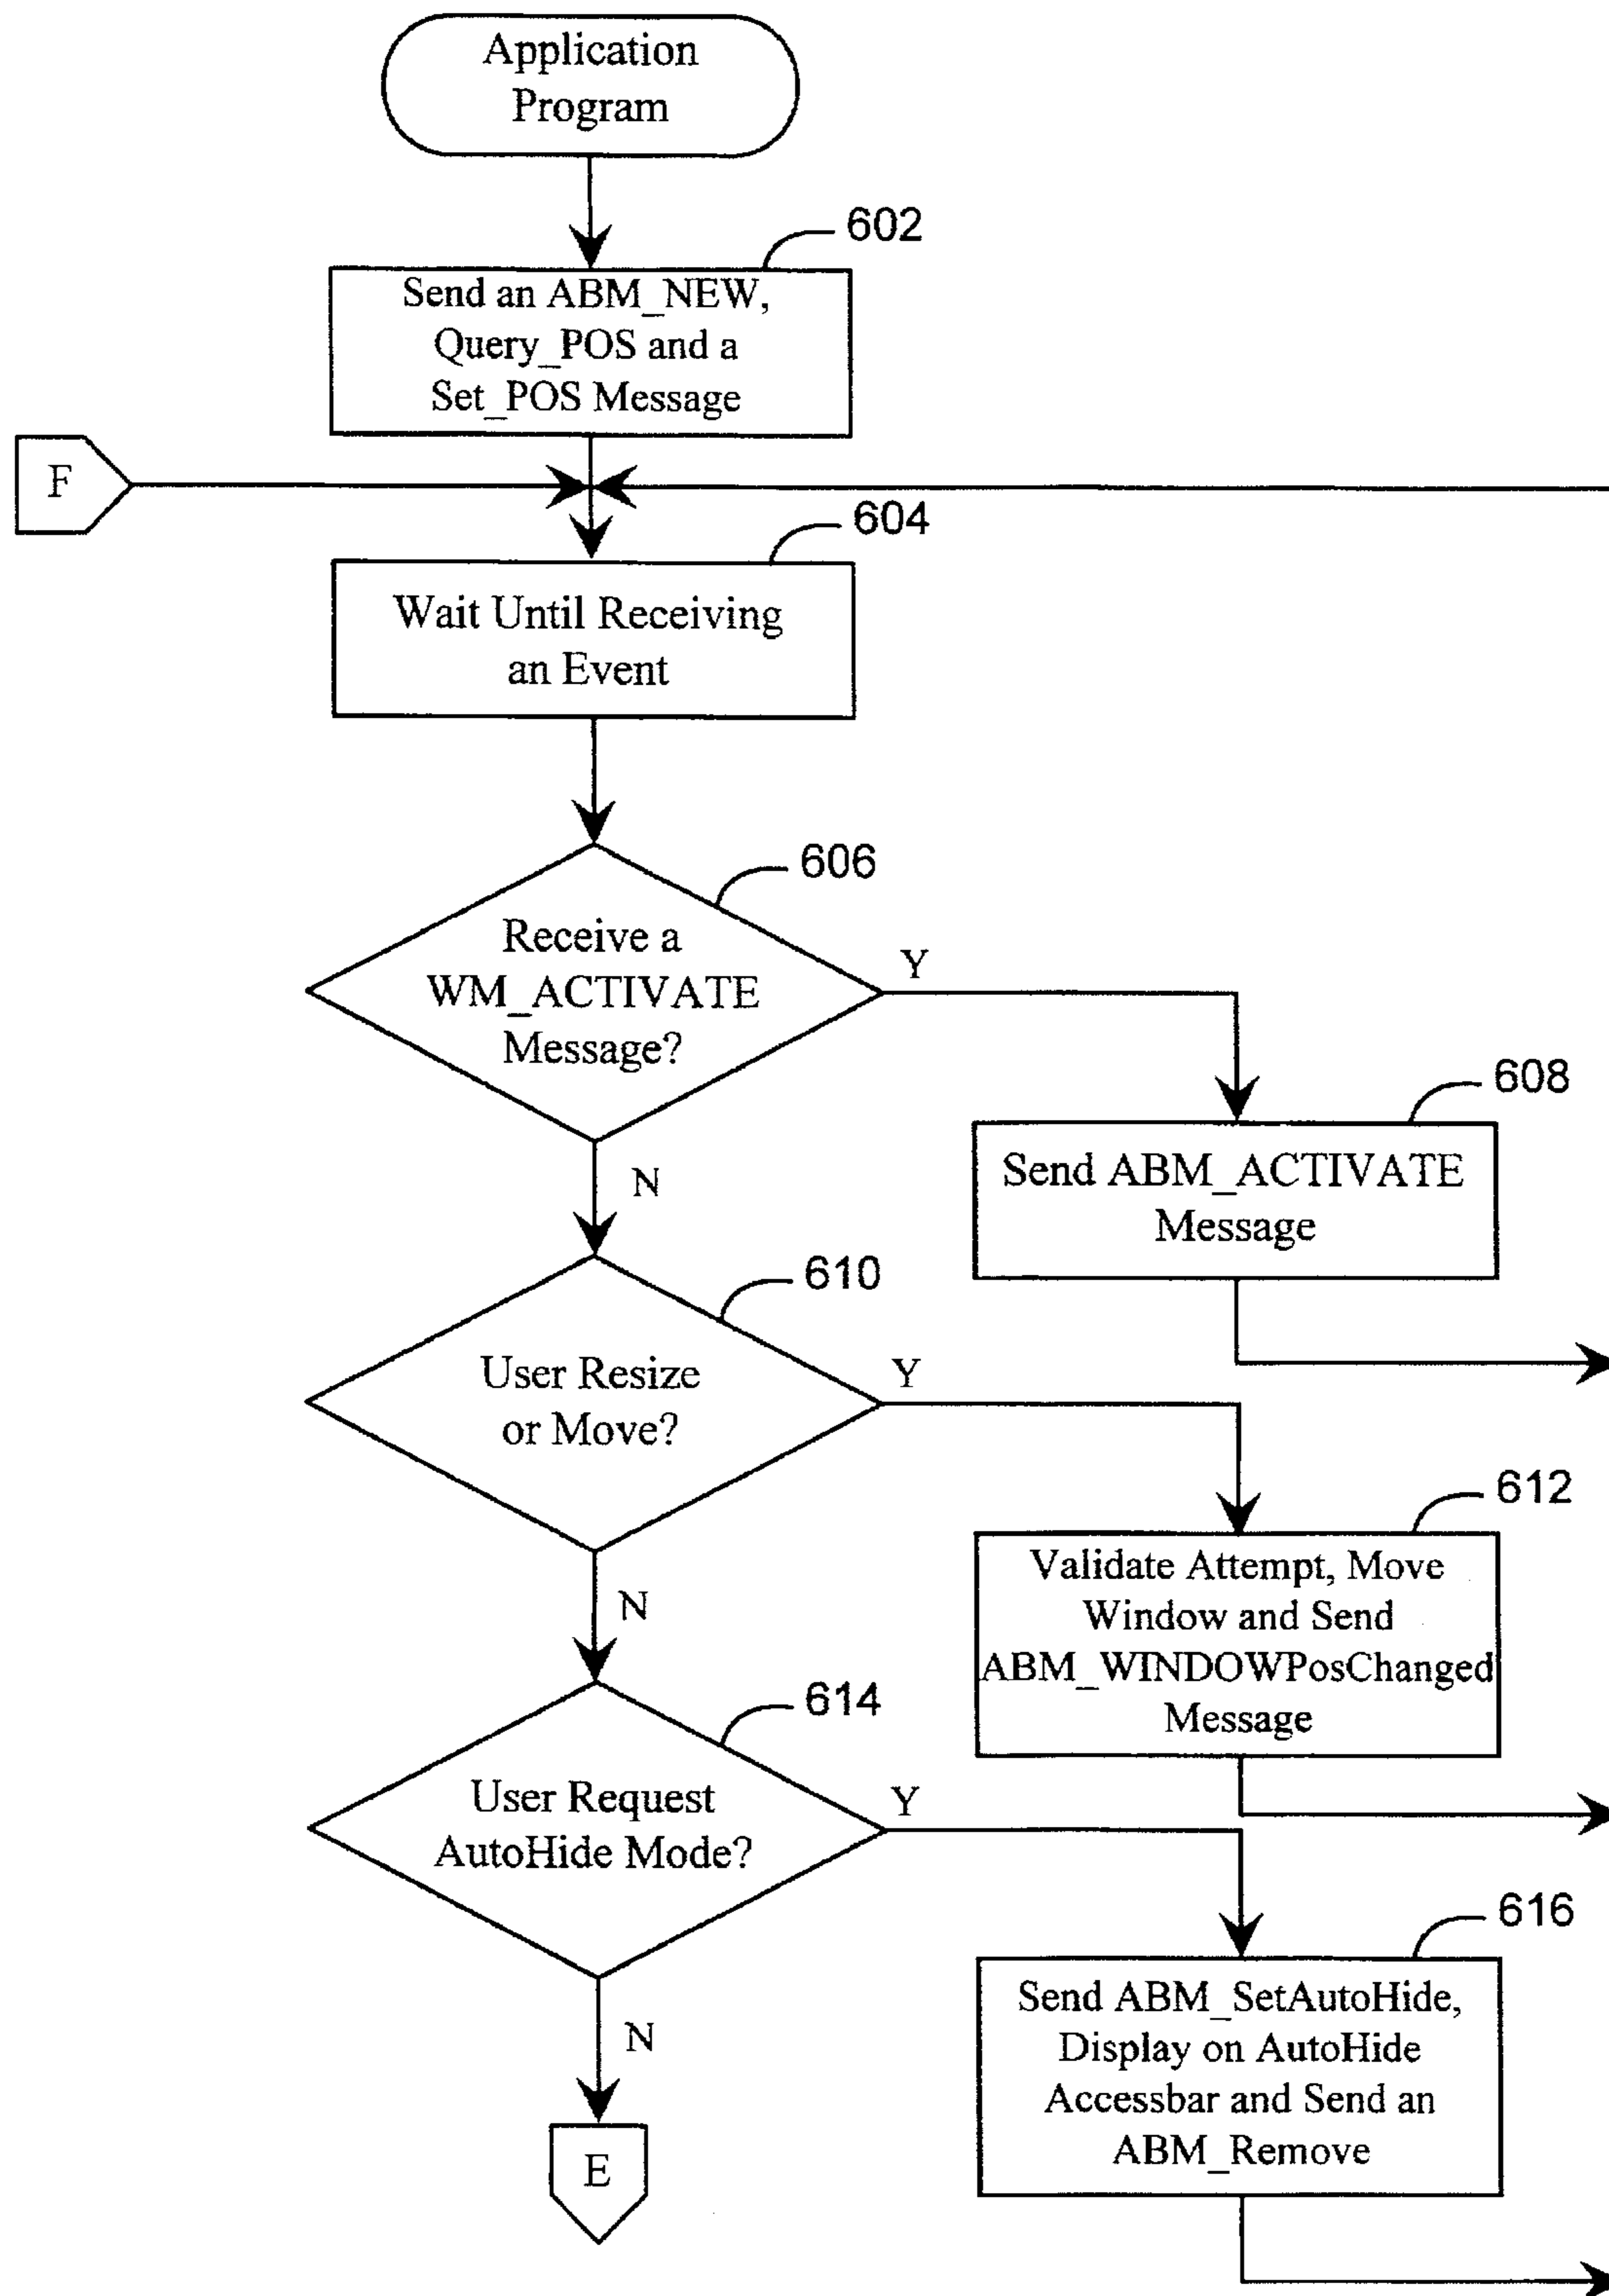 Application
Program
602
Send an ABM_NEW,
Query_POS and a
Set_POS Message
F
604
Wait Until Receiving
an Event
606
Receive a
WM_ACTIVATE
Message?
Y
608
Send ABM_ACTIVATE
Message
N
610
User Resize
or Move?
Y
612
Validate Attempt, Move
Window and Send
ABM_WINDOWPosChanged
Message
N
614
User Request
AutoHide Mode?
Y
616
Send ABM_SetAutoHide,
Display on AutoHide
Accessbar and Send an
ABM_Remove
N
E